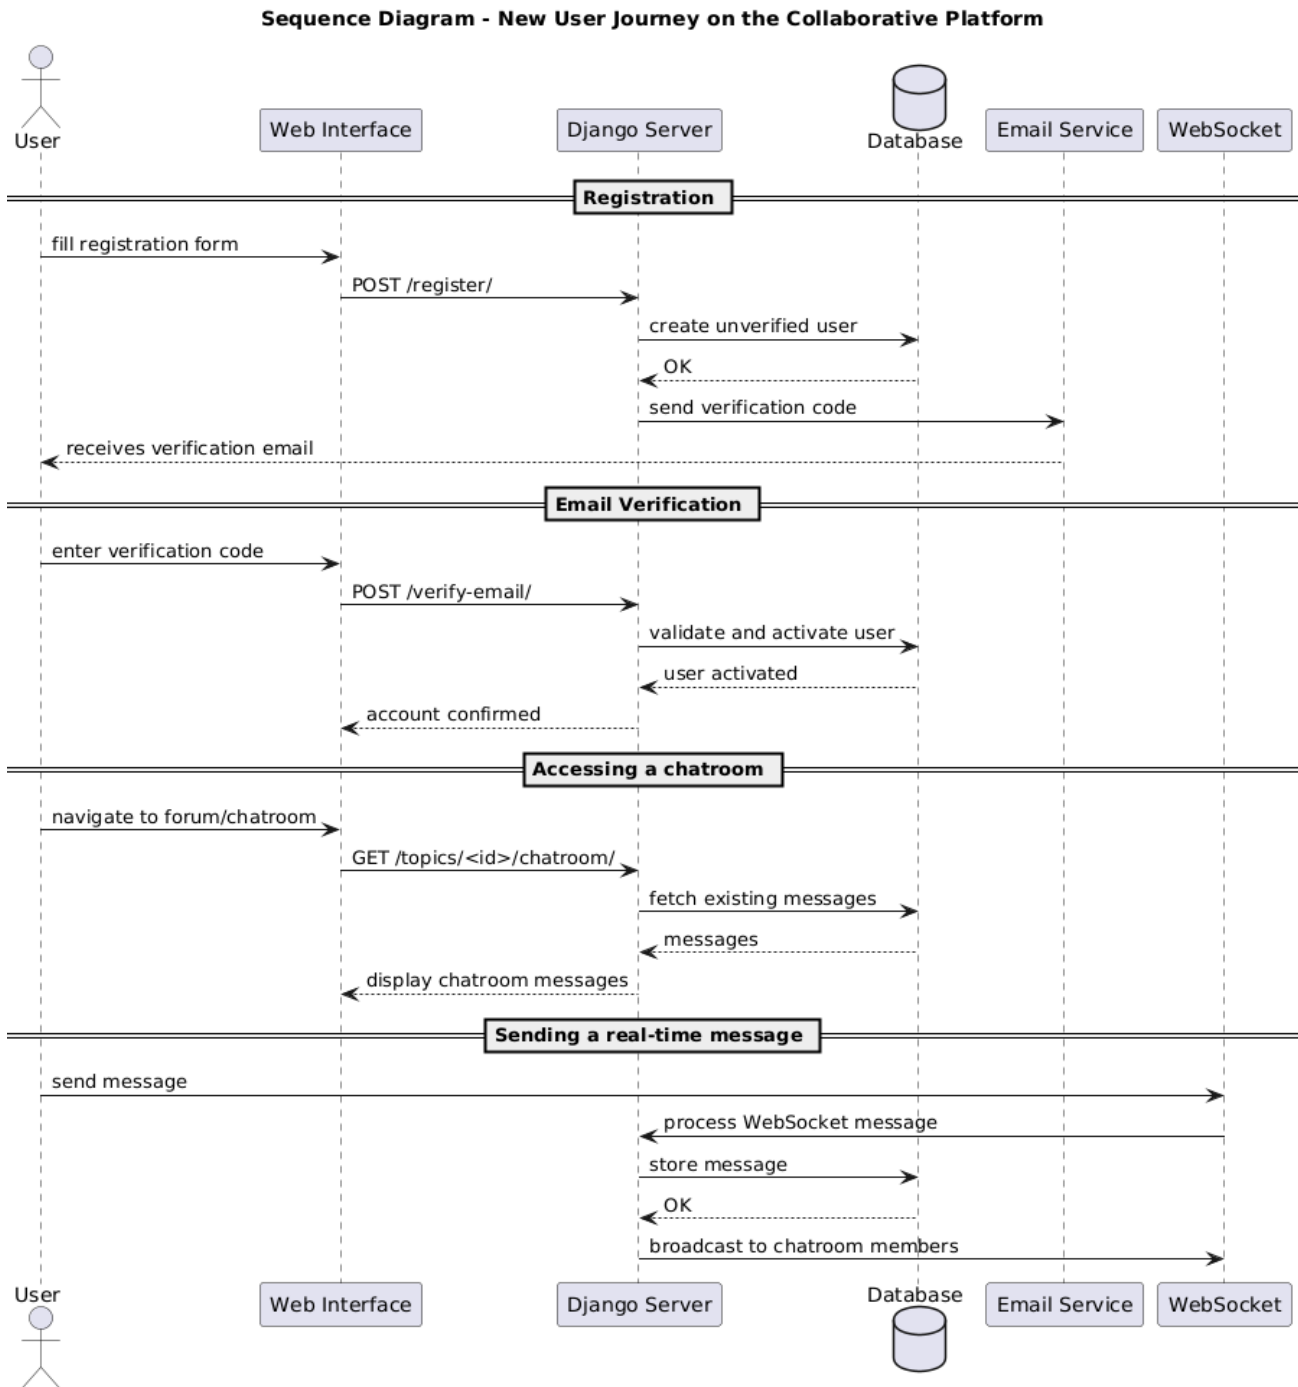 Sequence Diagram - New User Journey on the Collaborative Platform
User
Web Interface
Django Server
Database
Email Service
WebSocket
Registration
fill registration form
POST /register/
create unverified user
OK
send verification code
receives verification email
Email Verification
enter verification code
POST /verify-email/
validate and activate user
user activated
account confirmed
Accessing a chatroom
navigate to forum/chatroom
GET /topics/<id>/chatroom/
fetch existing messages
messages
display chatroom messages
Sending a real-time message
send message
process WebSocket message
store message
OK
broadcast to chatroom members
User
Web Interface
Django Server
Database
Email Service
WebSocket